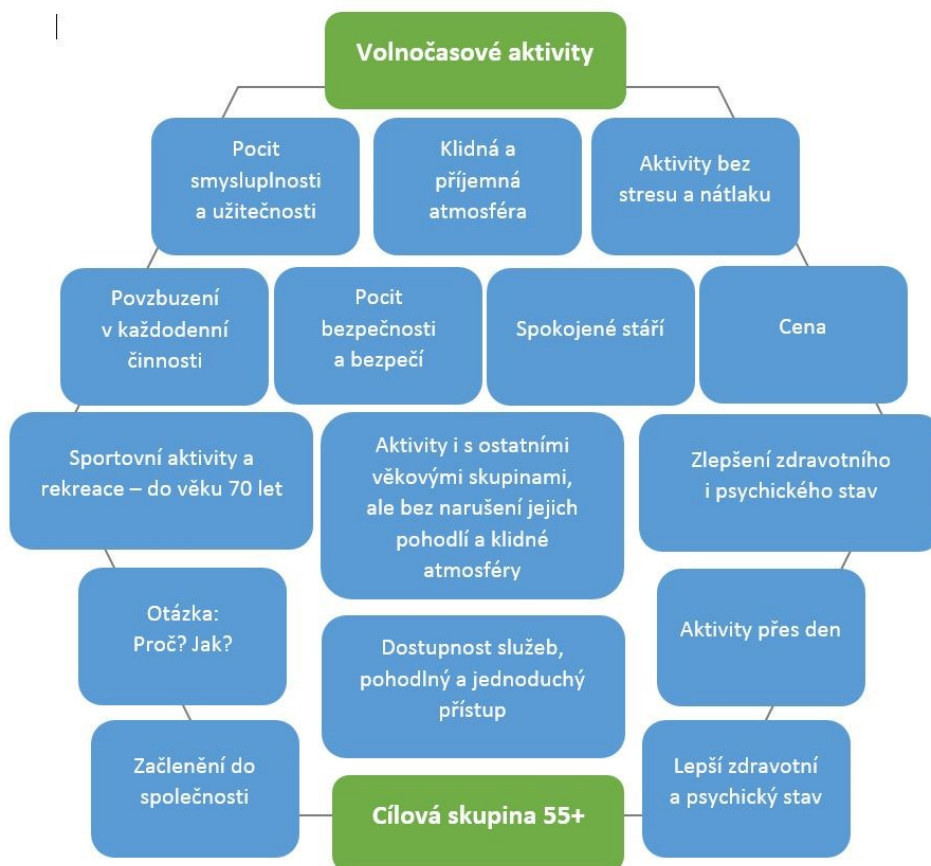 Volnočasové aktivity
Pocit
smysluplnosti
a užitečnosti
Klidná a
příjemná
atmosféra
Aktivity bez
stresu a nátlaku
Povzbuzení
v každodenní
činnosti
Pocit
bezpečnosti
a bezpečí
Spokojené stáří
Cena
Sportovní aktivity a
rekreace – do věku 70 let
Aktivity i s ostatními
věkovými skupinami,
ale bez narušení jejich
pohodlí a klidné
atmosféry
Zlepšení zdravotního
i psychického stav
Otázka:
Proč? Jak?
Dostupnost služeb,
pohodlný a jednoduchý
přístup
Aktivity přes den
Začlenění do
společnosti
Cílová skupina 55+
Lepší zdravotní
a psychický stav